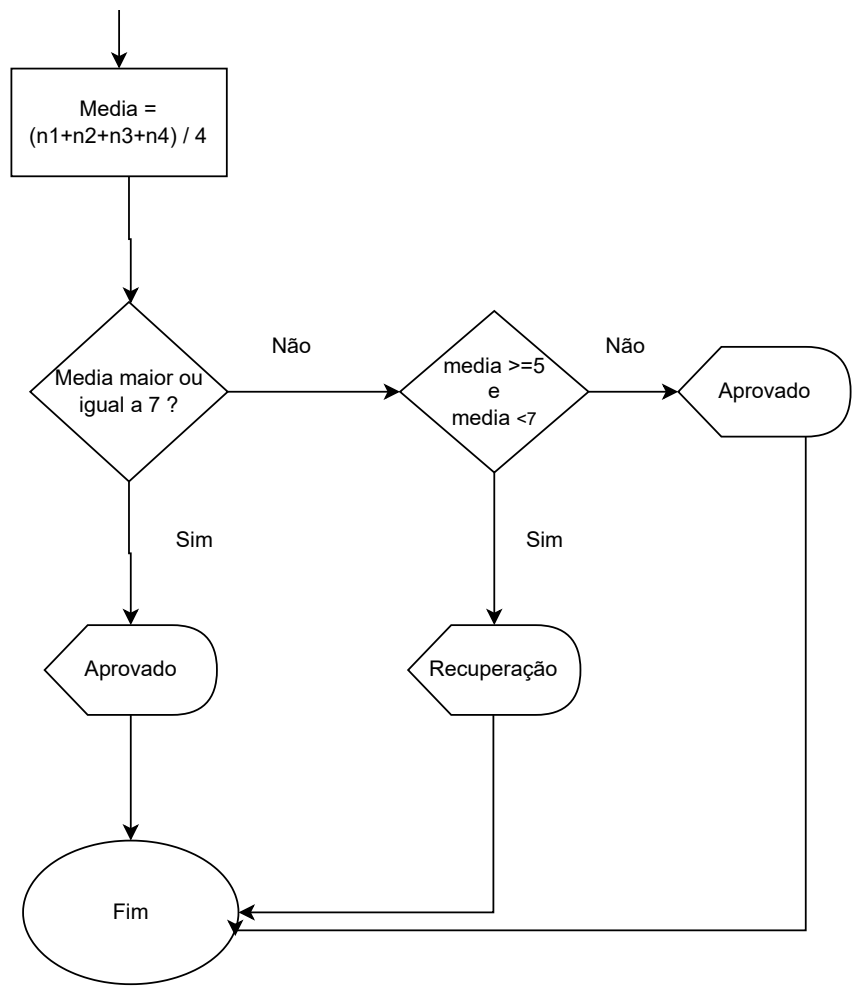 Media =
(n1+n2+n3+n4) / 4
Media maior ou
igual a 7 ?
Não
media >=5
e
media <7
Não
Aprovado
Sim
Sim
Aprovado
Recuperação
Fim